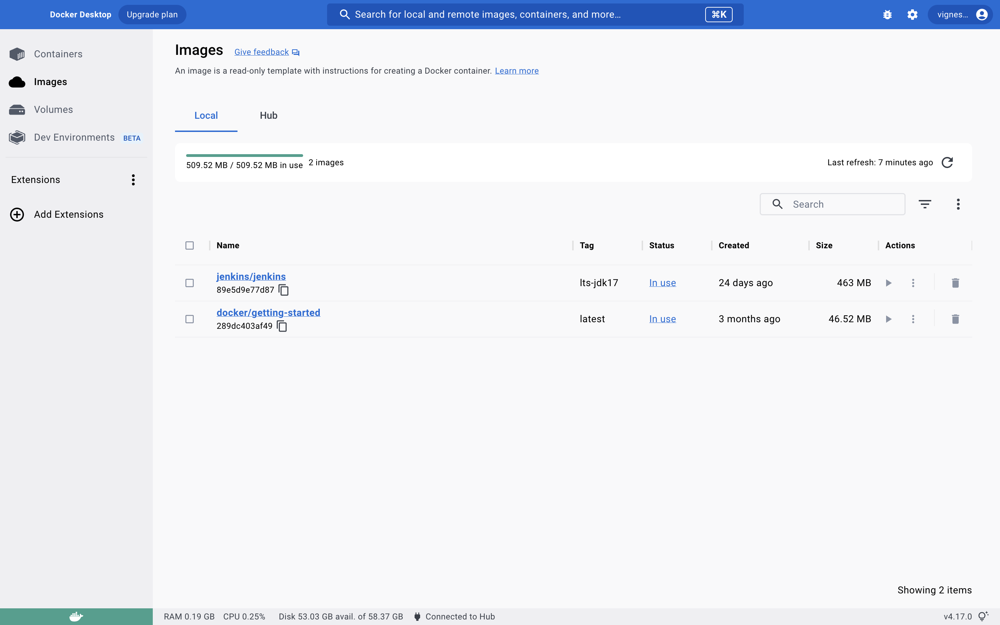 Docker Desktop Upgrade plan Search for local and remote images, containers, and more... ⌘K vignes...
Containers
Images
Volumes
Dev Environments BETA
Extensions
Add Extensions
Images Give feedback
An image is a read-only template with instructions for creating a Docker container. Learn more
Local Hub
509.52 MB / 509.52 MB in use 2 images Last refresh: 7 minutes ago
Search
Name Tag Status Created Size Actions
jenkins/jenkins
89e5d9e77d87
lts-jdk17 In use 24 days ago 463 MB
docker/getting-started
289dc403af49
latest In use 3 months ago 46.52 MB
Showing 2 items
RAM 0.19 GB CPU 0.25% Disk 53.03 GB avail. of 58.37 GB Connected to Hub v4.17.0